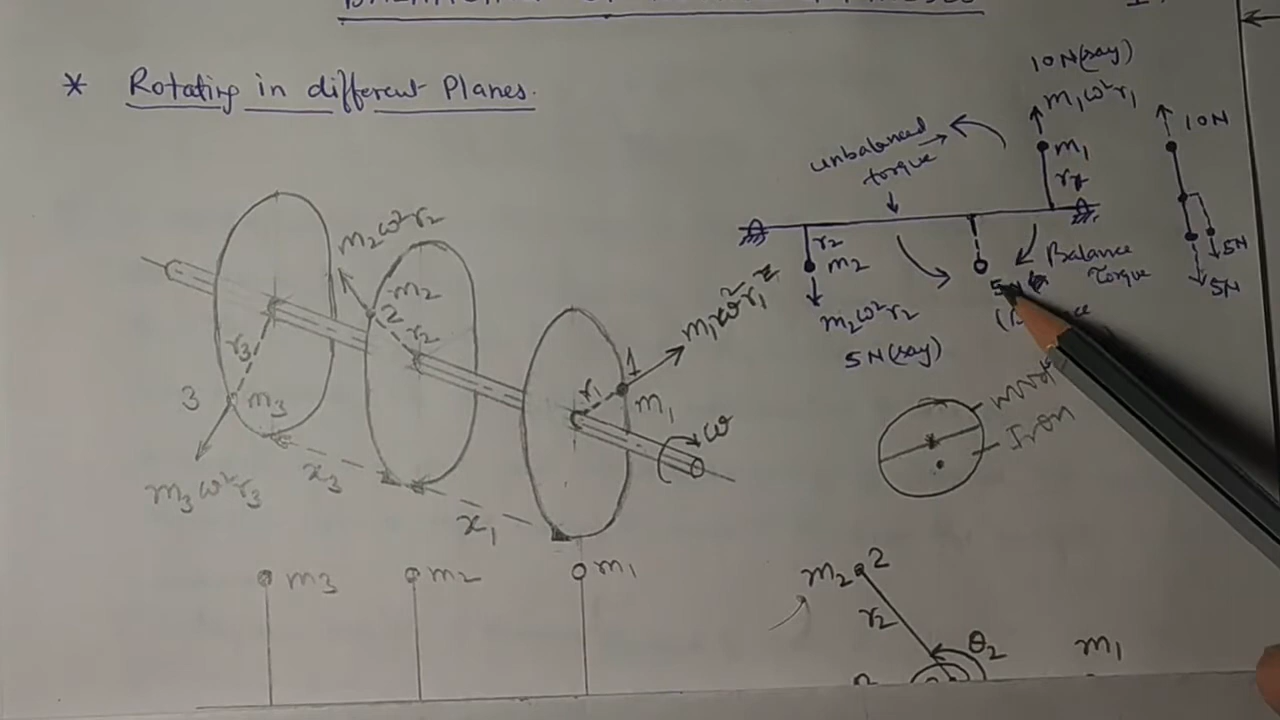 * Rotating in different Planes.
10N(say)
m₁ω²r₁
m₁
r₁
10N
5N
5N
unbalanced
torque
r₂
m₂
m₂ω²r₂
5N(say)
Balance
Torque
m₂ω²r₂
m₂
2
r₂
m₁ω²r₁
1
r₁
m₁
ω
r₃
3
m₃
m₃ω²r₃
x₃
x₁
Iron
m₃
m₂
m₁
m₂ 2
r₂
θ₂
m₁